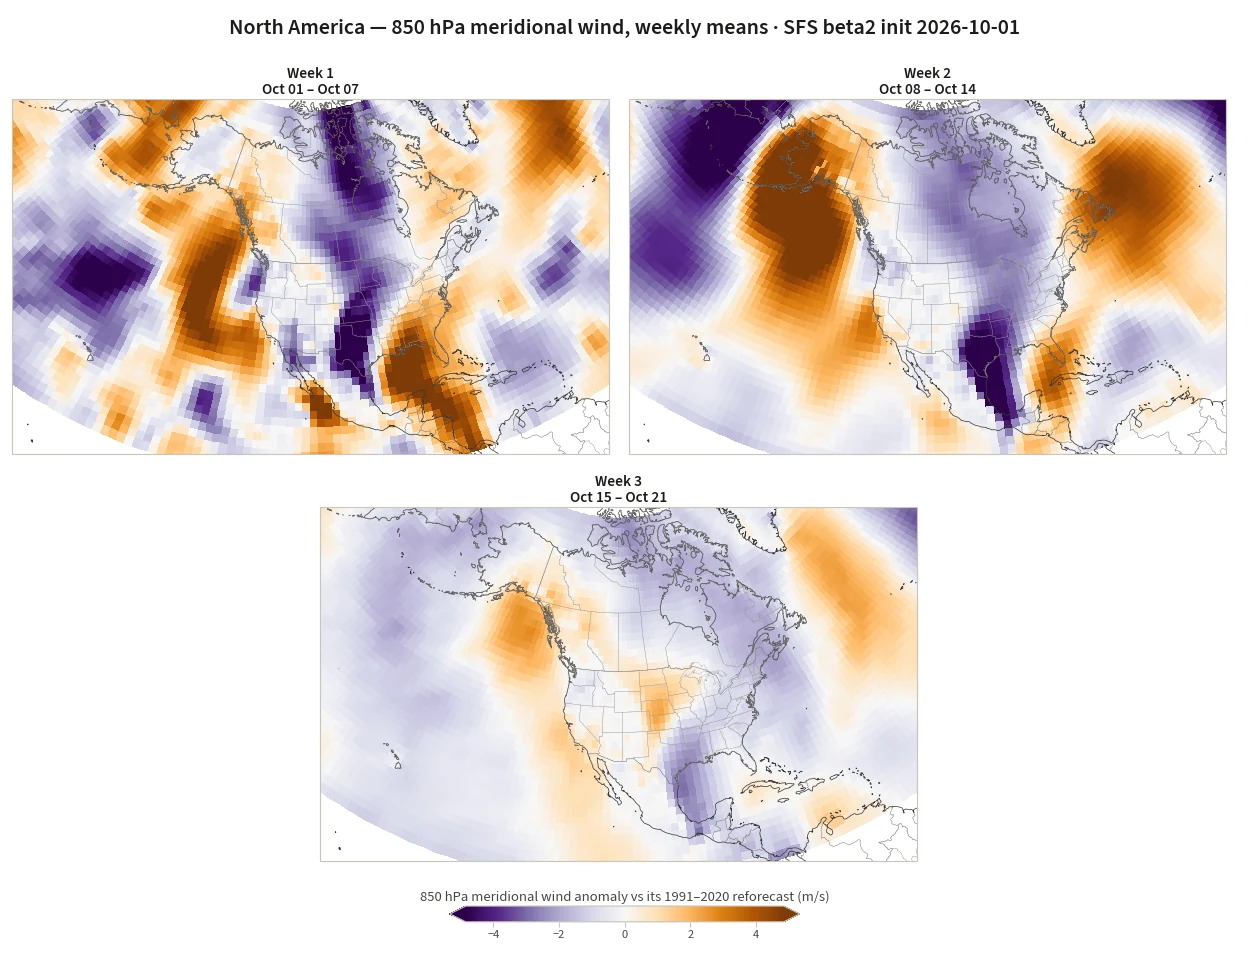 North America — 850 hPa meridional wind, weekly means · SFS beta2 init 2026-10-01
Week 1
Oct 01 – Oct 07
Week 2
Oct 08 – Oct 14
Week 3
Oct 15 – Oct 21
850 hPa meridional wind anomaly vs its 1991–2020 reforecast (m/s)
−4 −2 0 2 4